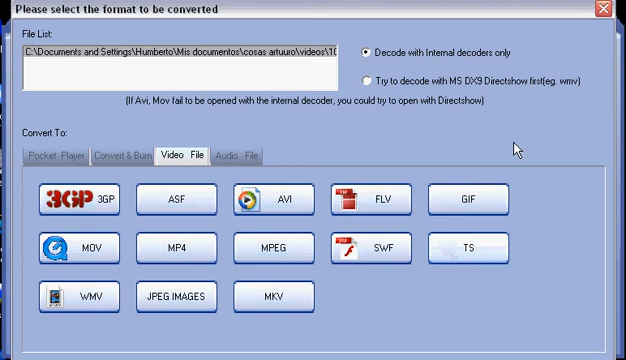 Please select the format to be converted
File List:
C:\Documents and Settings\Humberto\Mis documentos\cosas artuuro\videos\10
Decode with Internal decoders only
Try to decode with MS DX9 Directshow first(eg. wmv)
(If Avi, Mov fail to be opened with the internal decoder, you could try to open with Directshow)
Convert To:
Pocket Player Convert & Burn Video File Audio File
3GP 3GP ASF AVI FLV GIF
MOV MP4 MPEG SWF TS
WMV JPEG IMAGES MKV